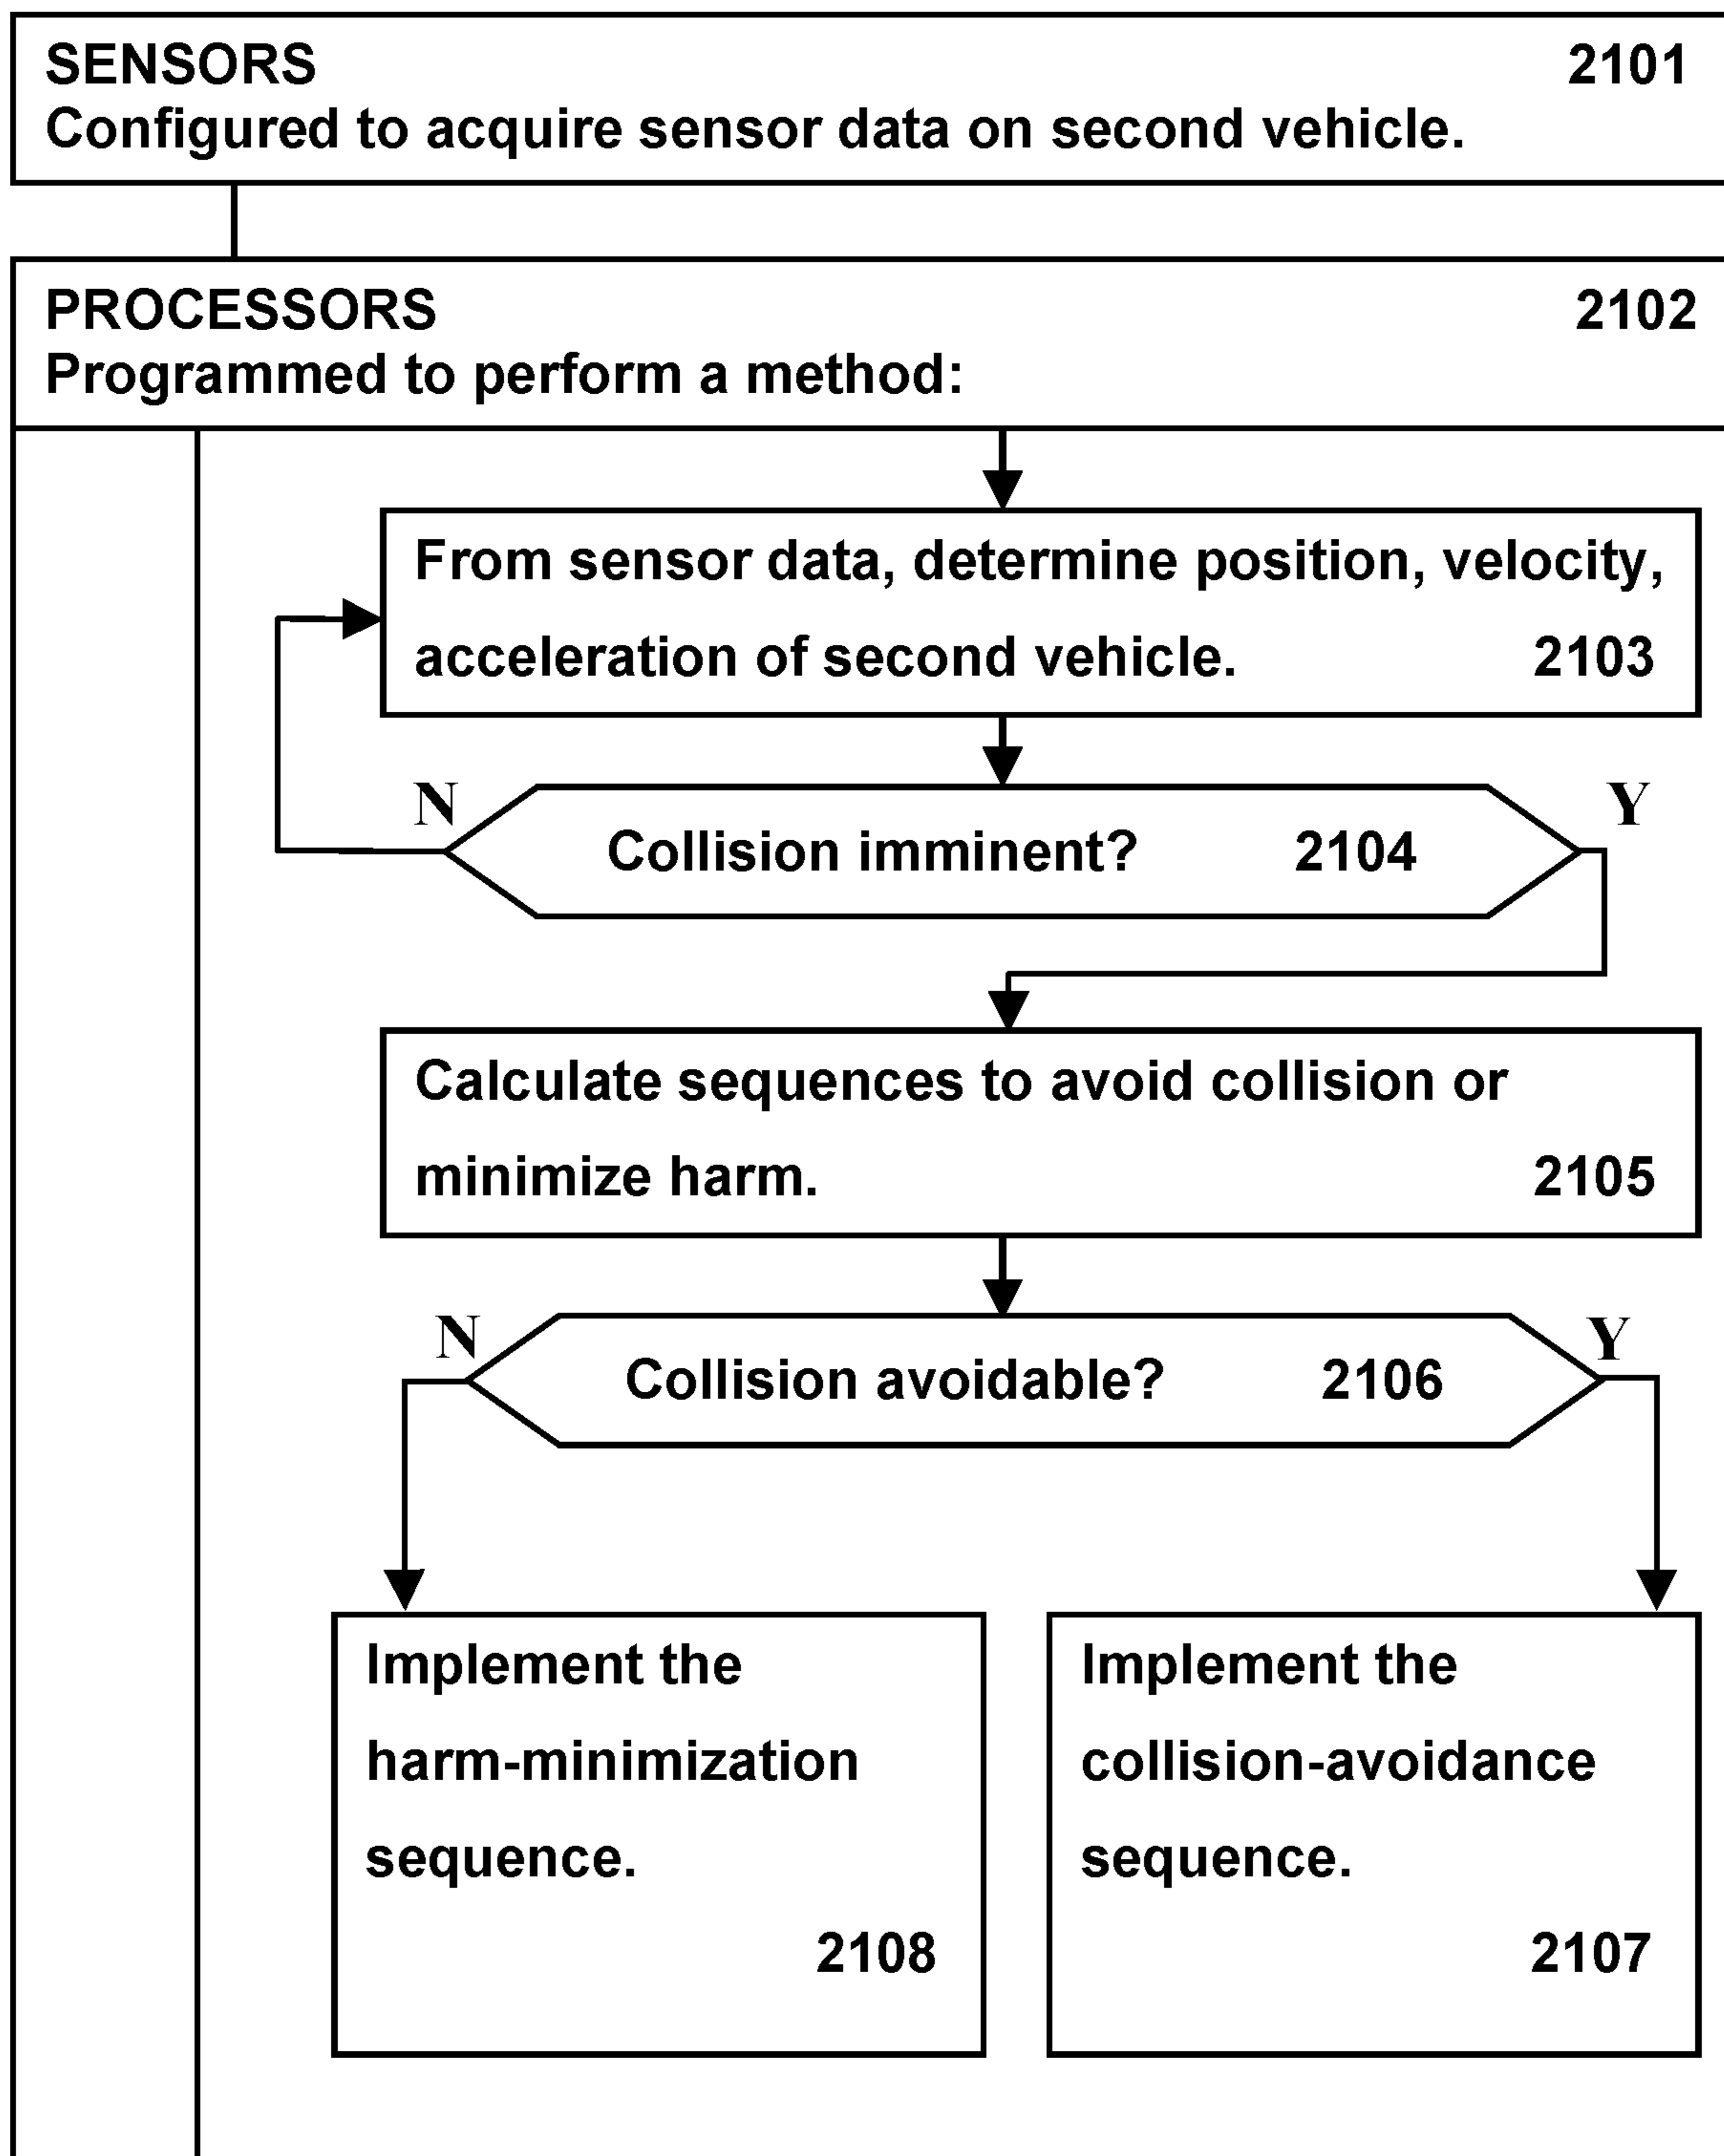 SENSORS 2101
Configured to acquire sensor data on second vehicle.
PROCESSORS 2102
Programmed to perform a method:
From sensor data, determine position, velocity,
acceleration of second vehicle. 2103
N
Y
Collision imminent? 2104
Calculate sequences to avoid collision or
minimize harm. 2105
N
Y
Collision avoidable? 2106
Implement the
harm-minimization
sequence.
2108
Implement the
collision-avoidance
sequence.
2107